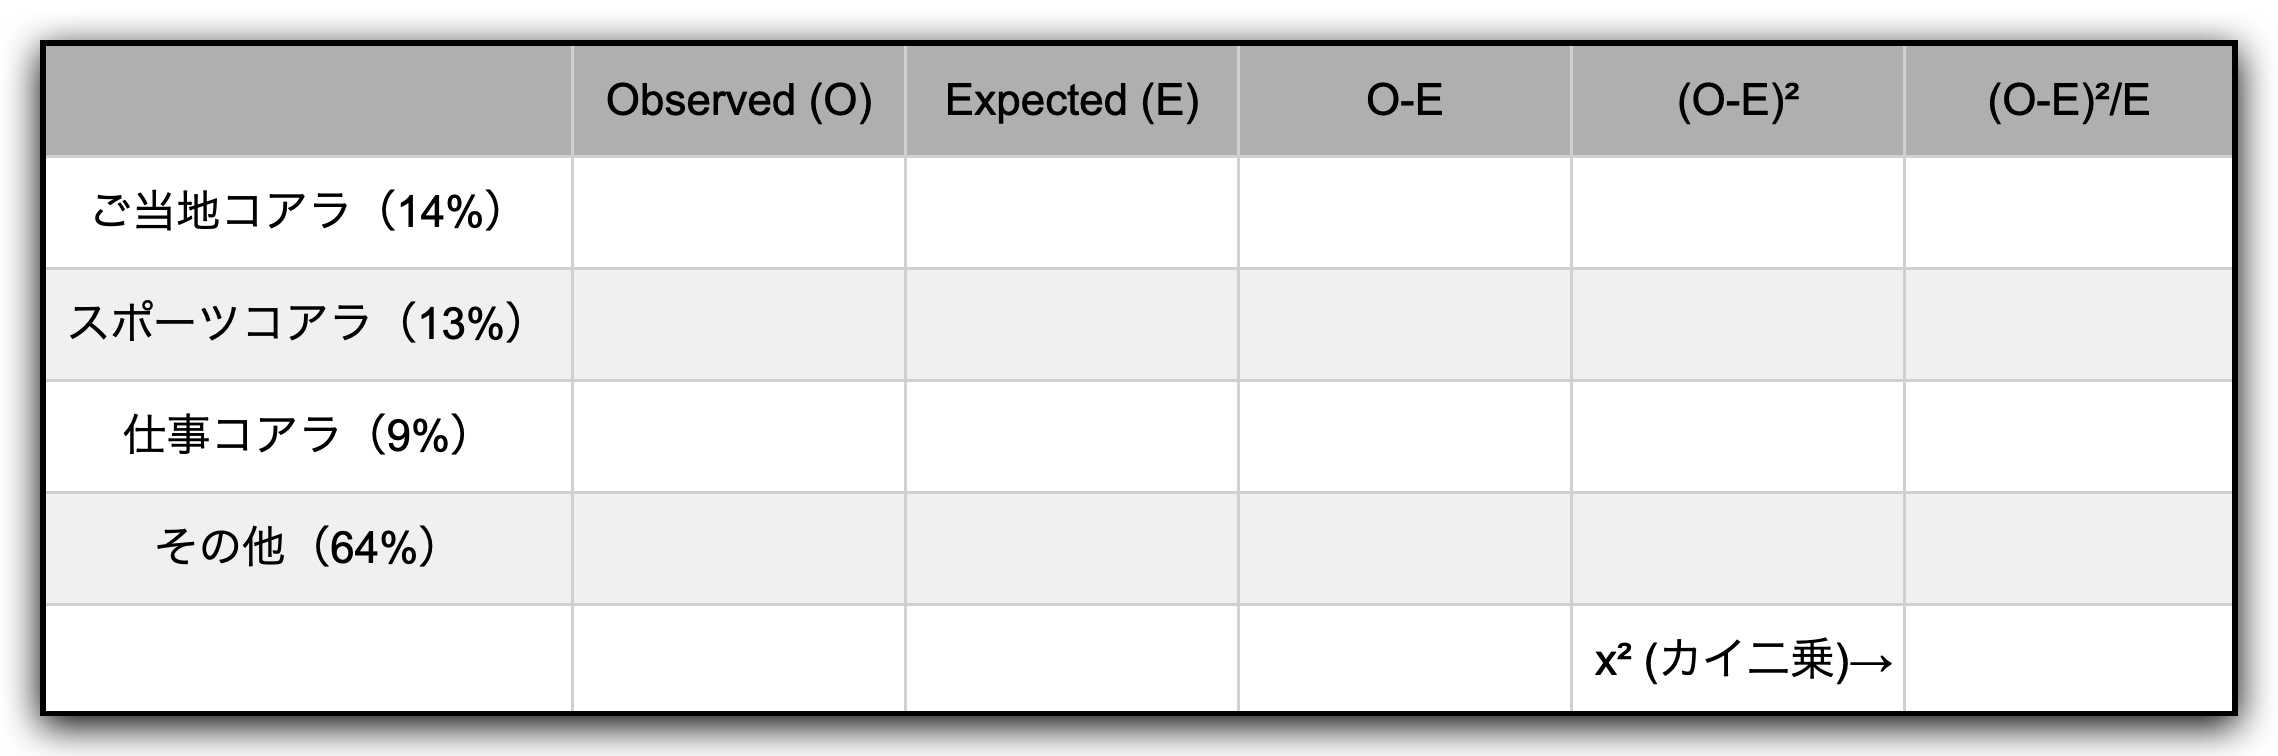 Observed (O) Expected (E) O-E (O-E)² (O-E)²/E
ご当地コアラ（14%）
スポーツコアラ（13%）
仕事コアラ（9%）
その他（64%）
x² (カイ二乗)→